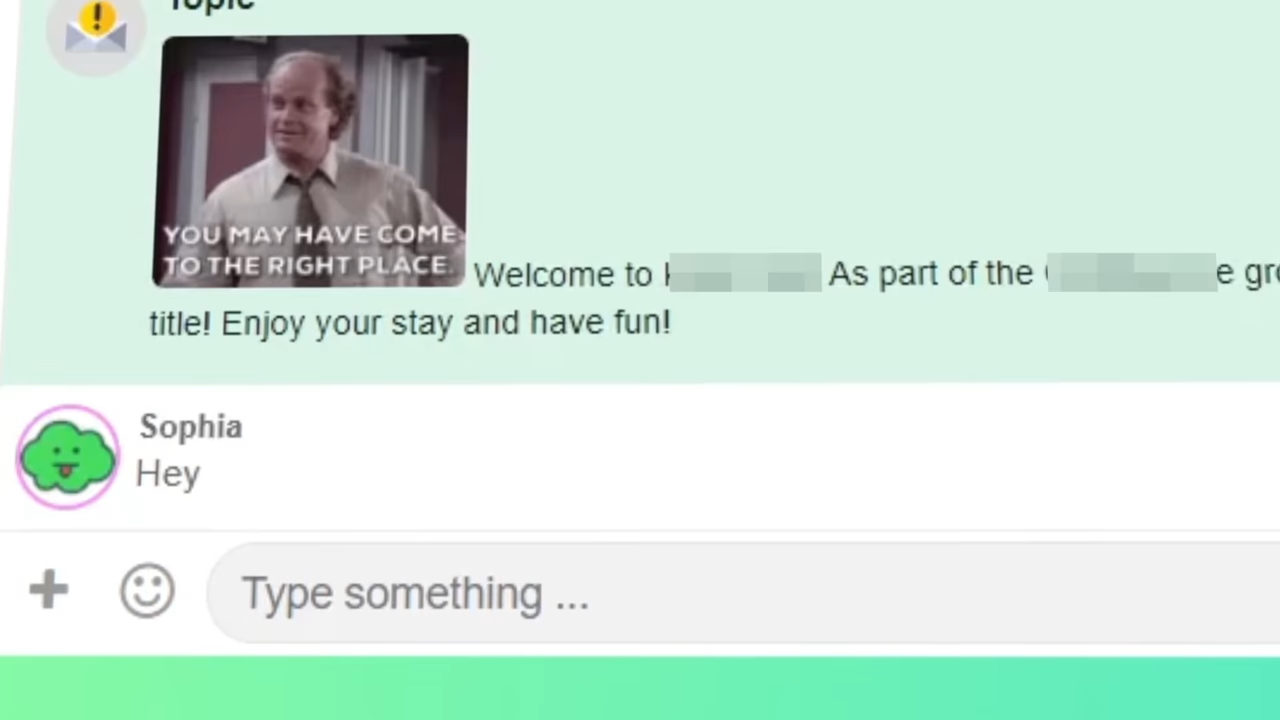 Topic
YOU MAY HAVE COME
TO THE RIGHT PLACE.
Welcome to As part of the
title! Enjoy your stay and have fun!
Sophia
Hey
Type something ...